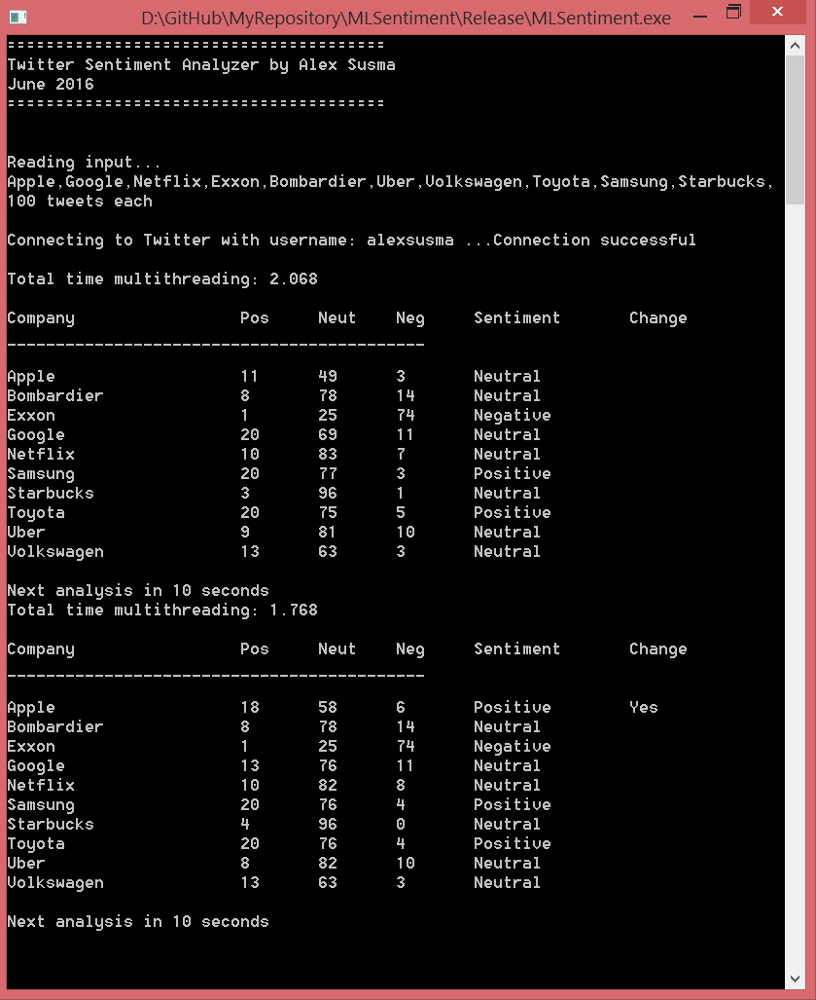 D:\GitHub\MyRepository\MLSentiment\Release\MLSentiment.exe
========================================
Twitter Sentiment Analyzer by Alex Susma
June 2016
========================================
Reading input...
Apple,Google,Netflix,Exxon,Bombardier,Uber,Volkswagen,Toyota,Samsung,Starbucks,
100 tweets each
Connecting to Twitter with username: alexsusma ...Connection successful
Total time multithreading: 2.068
Company Pos Neut Neg Sentiment Change
-------------------------------------------
Apple 11 49 3 Neutral
Bombardier 8 78 14 Neutral
Exxon 1 25 74 Negative
Google 20 69 11 Neutral
Netflix 10 83 7 Neutral
Samsung 20 77 3 Positive
Starbucks 3 96 1 Neutral
Toyota 20 75 5 Positive
Uber 9 81 10 Neutral
Volkswagen 13 63 3 Neutral
Next analysis in 10 seconds
Total time multithreading: 1.768
Company Pos Neut Neg Sentiment Change
-------------------------------------------
Apple 18 58 6 Positive Yes
Bombardier 8 78 14 Neutral
Exxon 1 25 74 Negative
Google 13 76 11 Neutral
Netflix 10 82 8 Neutral
Samsung 20 76 4 Positive
Starbucks 4 96 0 Neutral
Toyota 20 76 4 Positive
Uber 8 82 10 Neutral
Volkswagen 13 63 3 Neutral
Next analysis in 10 seconds